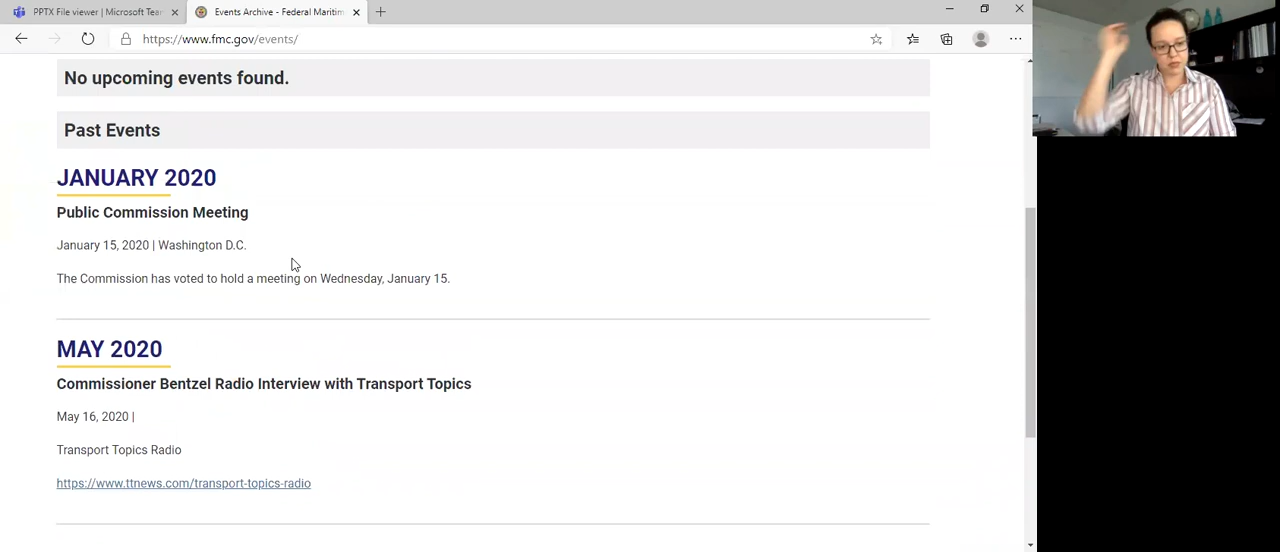 PPTX File viewer | Microsoft Tear
Events Archive - Federal Maritim
https://www.fmc.gov/events/
No upcoming events found.
Past Events
JANUARY 2020
Public Commission Meeting
January 15, 2020 | Washington D.C.
The Commission has voted to hold a meeting on Wednesday, January 15.
MAY 2020
Commissioner Bentzel Radio Interview with Transport Topics
May 16, 2020 |
Transport Topics Radio
https://www.ttnews.com/transport-topics-radio